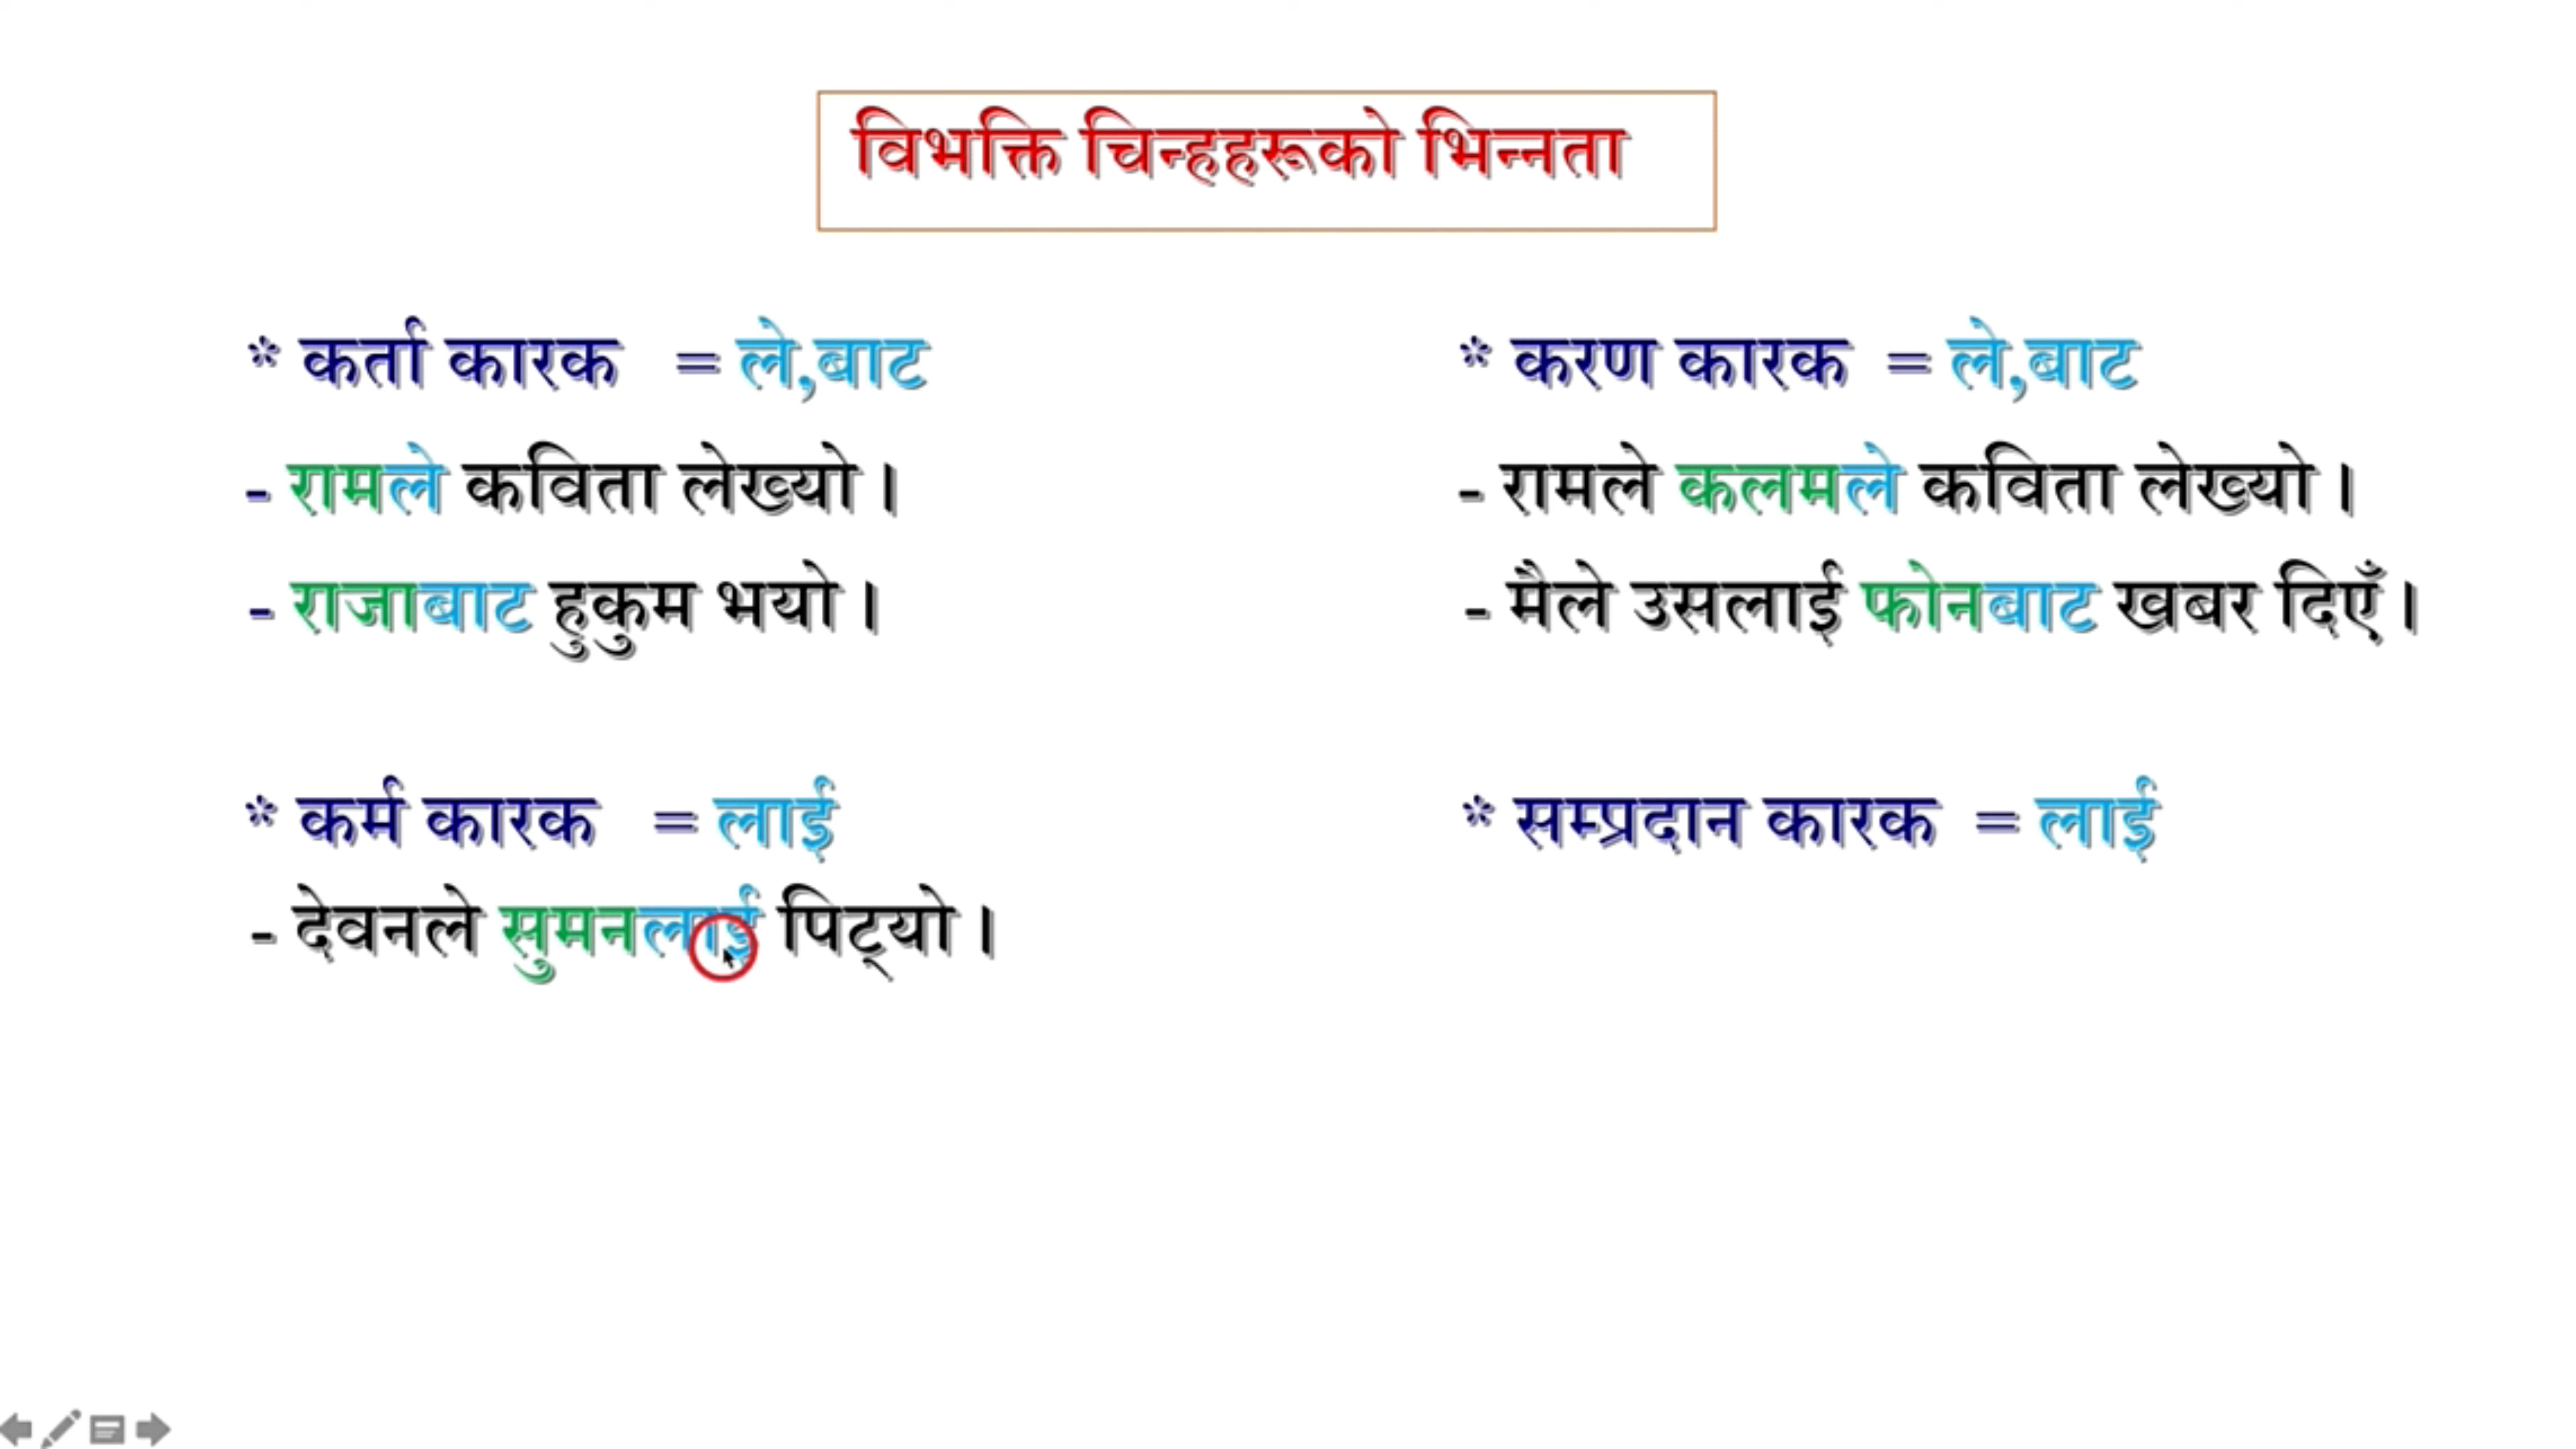 विभक्ति चिन्हहरूको भिन्नता
* कर्ता कारक = ले,बाट
- रामले कविता लेख्यो।
- राजाबाट हुकुम भयो।
* करण कारक = ले,बाट
- रामले कलमले कविता लेख्यो।
- मैले उसलाई फोनबाट खबर दिएँ।
* कर्म कारक = लाई
- देवनले सुमनलाई पिट्यो।
* सम्प्रदान कारक = लाई